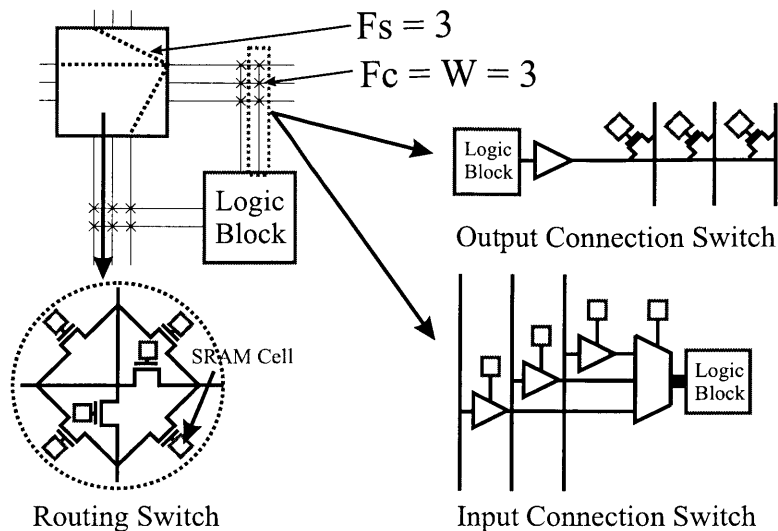 Fs = 3
Fc = W = 3
Logic
Block
Output Connection Switch
Logic
Block
SRAM Cell
Logic
Block
Routing Switch
Input Connection Switch